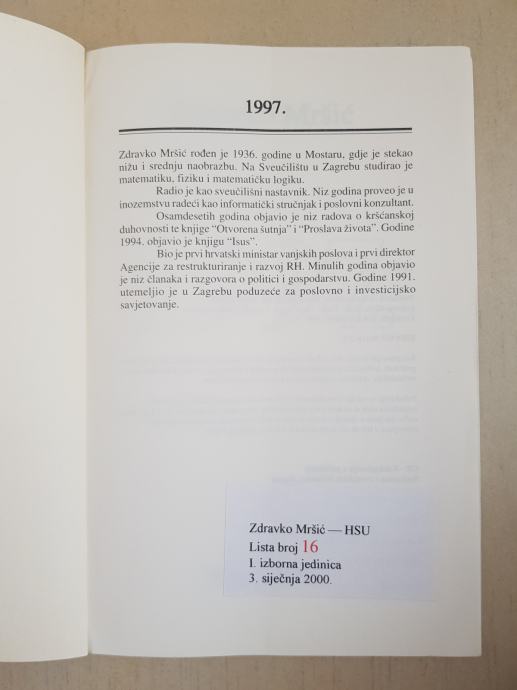 1997.
Zdravko Mršić rođen je 1936. godine u Mostaru, gdje je stekao
nižu i srednju naobrazbu. Na Sveučilištu u Zagrebu studirao je
matematiku, fiziku i matematičku logiku.
Radio je kao sveučilišni nastavnik. Niz godina proveo je u
inozemstvu radeći kao informatički stručnjak i poslovni konzultant.
Osamdesetih godina objavio je niz radova o kršćanskoj
duhovnosti te knjige "Otvorena šutnja" i "Proslava života". Godine
1994. objavio je knjigu "Isus".
Bio je prvi hrvatski ministar vanjskih poslova i prvi direktor
Agencije za restrukturiranje i razvoj RH. Minulih godina objavio
je niz članaka i razgovora o politici i gospodarstvu. Godine 1991.
utemeljio je u Zagrebu poduzeće za poslovno i investicijsko
savjetovanje.
Zdravko Mršić — HSU
Lista broj 16
I. izborna jedinica
3. siječnja 2000.